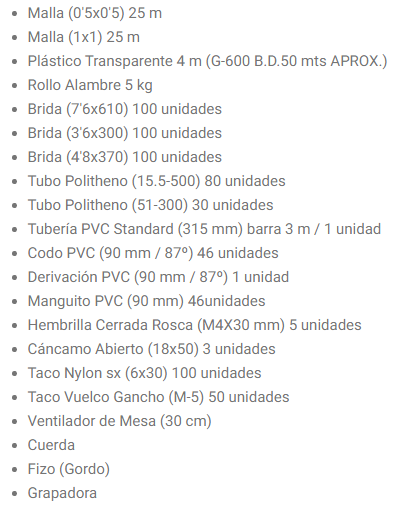 • Malla (0'5x0'5) 25 m
• Malla (1x1) 25 m
• Plástico Transparente 4 m (G-600 B.D.50 mts APROX.)
• Rollo Alambre 5 kg
• Brida (7'6x610) 100 unidades
• Brida (3'6x300) 100 unidades
• Brida (4'8x370) 100 unidades
• Tubo Politheno (15.5-500) 80 unidades
• Tubo Politheno (51-300) 30 unidades
• Tubería PVC Standard (315 mm) barra 3 m / 1 unidad
• Codo PVC (90 mm / 87º) 46 unidades
• Derivación PVC (90 mm / 87º) 1 unidad
• Manguito PVC (90 mm) 46unidades
• Hembrilla Cerrada Rosca (M4X30 mm) 5 unidades
• Cáncamo Abierto (18x50) 3 unidades
• Taco Nylon sx (6x30) 100 unidades
• Taco Vuelco Gancho (M-5) 50 unidades
• Ventilador de Mesa (30 cm)
• Cuerda
• Fizo (Gordo)
• Grapadora